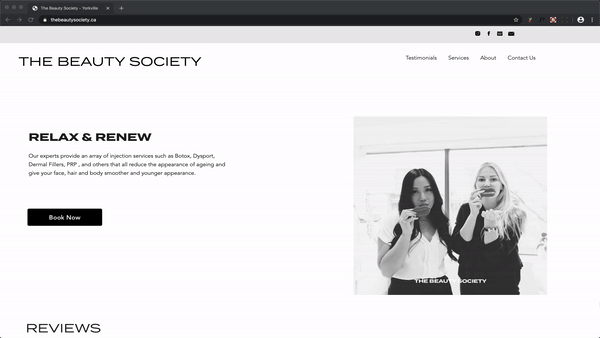 The Beauty Society - Yorkville
thebeautysociety.ca
THE BEAUTY SOCIETY
Testimonials Services About Contact Us
RELAX & RENEW
Our experts provide an array of injection services such as Botox, Dysport,
Dermal Fillers, PRP , and others that all reduce the appearance of ageing and
give your face, hair and body smoother and younger appearance.
Book Now
THE BEAUTY SOCIETY
REVIEWS